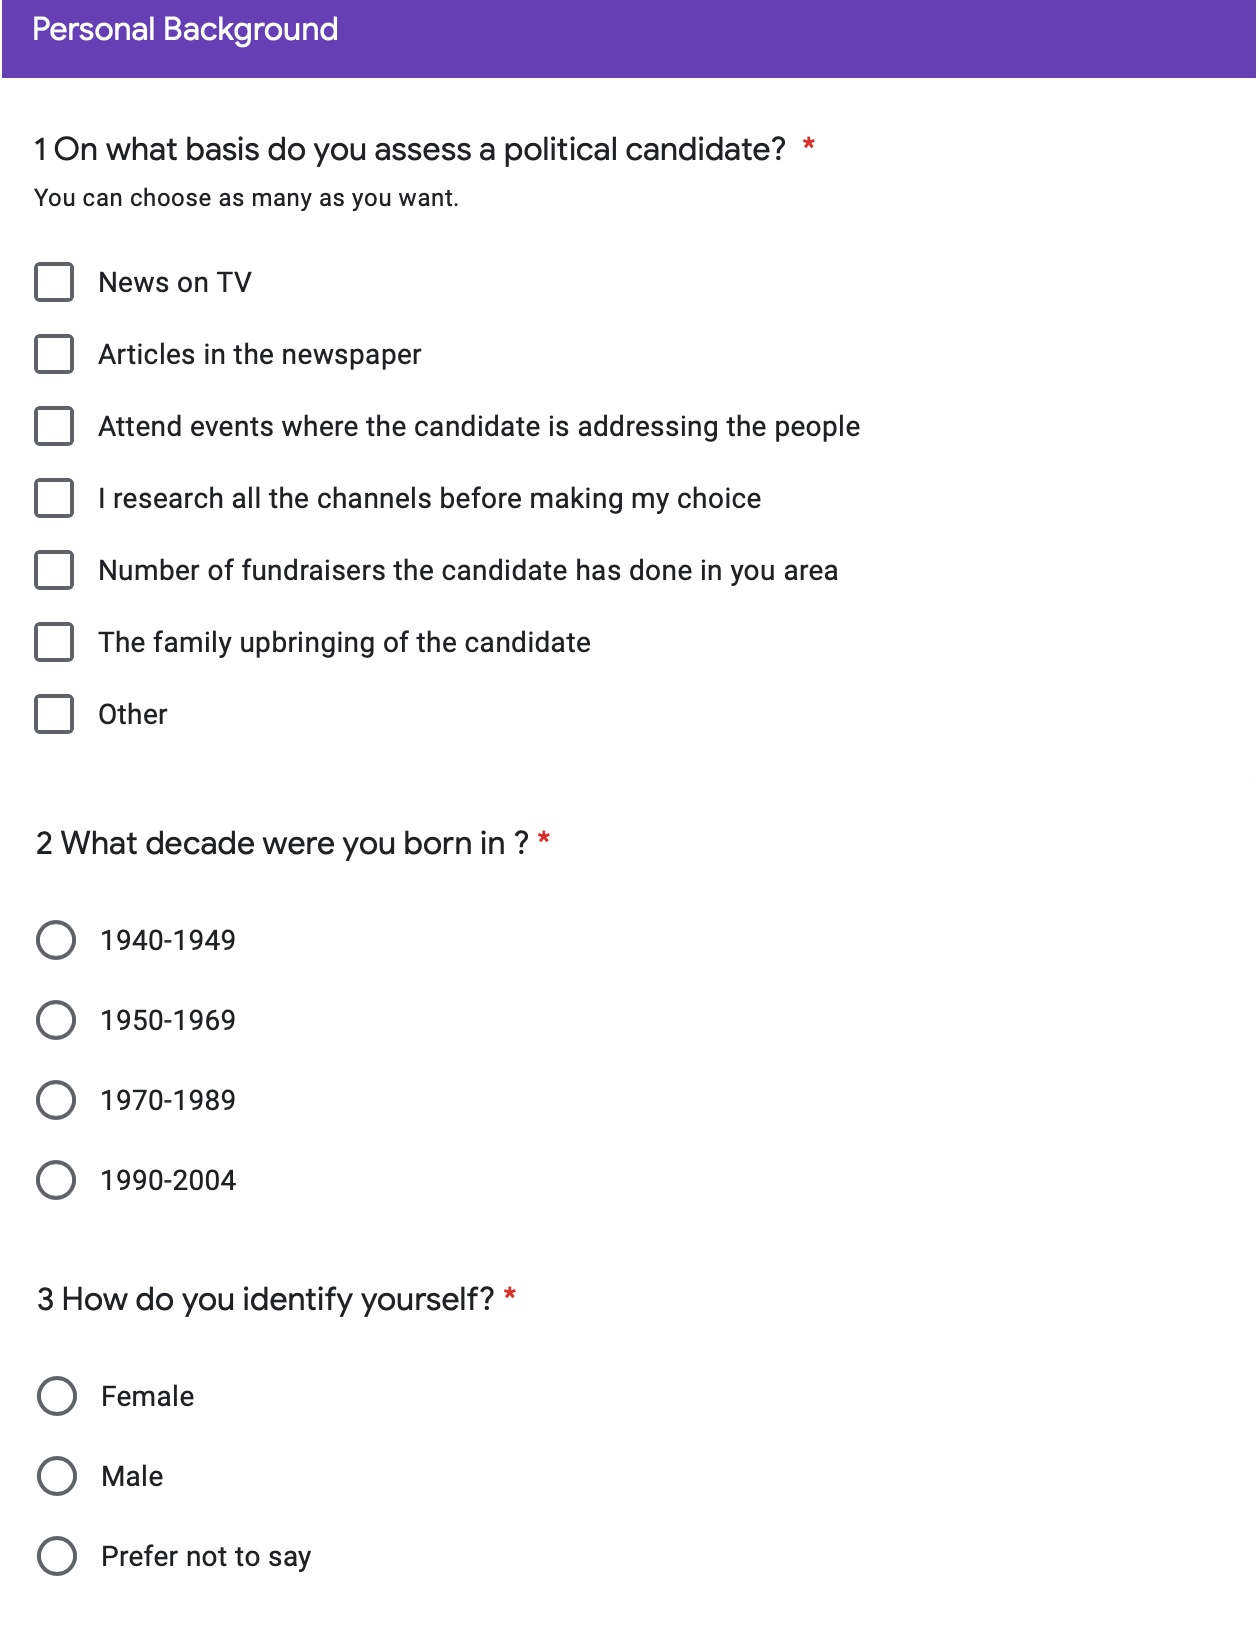 Personal Background
1 On what basis do you assess a political candidate? *
You can choose as many as you want.
News on TV
Articles in the newspaper
Attend events where the candidate is addressing the people
I research all the channels before making my choice
Number of fundraisers the candidate has done in you area
The family upbringing of the candidate
Other
2 What decade were you born in ? *
1940-1949
1950-1969
1970-1989
1990-2004
3 How do you identify yourself? *
Female
Male
Prefer not to say